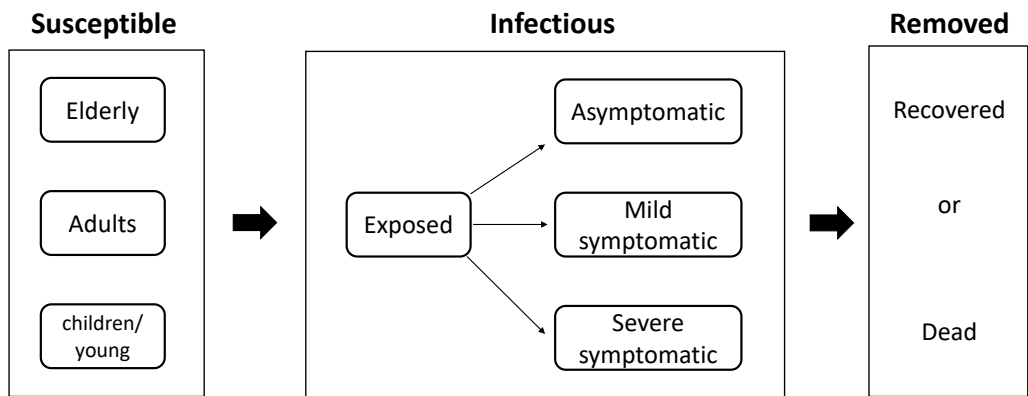 Susceptible
Elderly
Adults
children/
young
Infectious
Exposed
Asymptomatic
Mild
symptomatic
Severe
symptomatic
Removed
Recovered
or
Dead